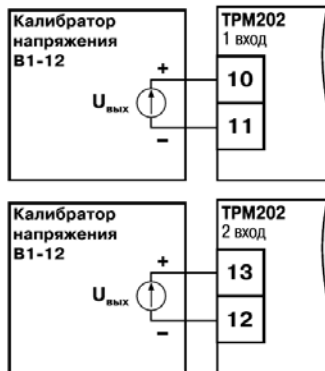 Калибратор
напряжения
В1-12
ТРМ202
1 вход
+
10
Uвых
11
–
Калибратор
напряжения
В1-12
ТРМ202
2 вход
+
13
Uвых
12
–